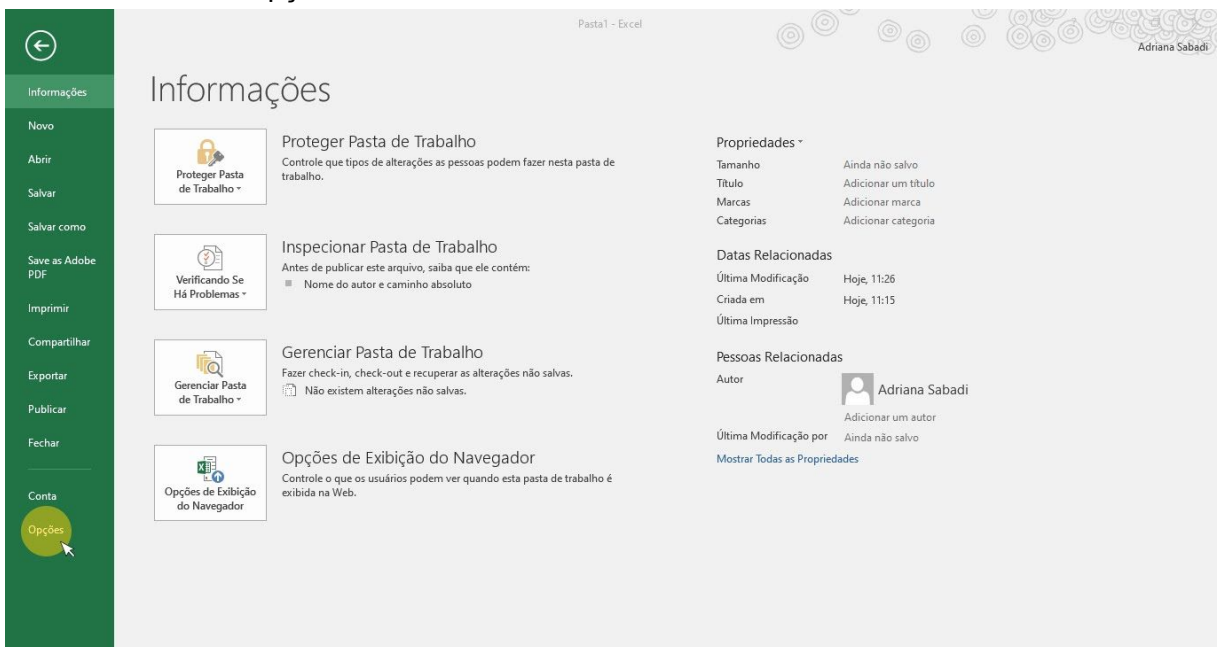 Pasta1 - Excel
Adriana Sabadi
Informações
Novo
Abrir
Salvar
Salvar como
Save as Adobe
PDF
Imprimir
Compartilhar
Exportar
Publicar
Fechar
Conta
Opções
Informações
Proteger Pasta
de Trabalho
Proteger Pasta de Trabalho
Controle que tipos de alterações as pessoas podem fazer nesta pasta de
trabalho.
Verificando Se
Há Problemas
Inspecionar Pasta de Trabalho
Antes de publicar este arquivo, saiba que ele contém:
Nome do autor e caminho absoluto
Gerenciar Pasta
de Trabalho
Gerenciar Pasta de Trabalho
Fazer check-in, check-out e recuperar as alterações não salvas.
Não existem alterações não salvas.
Opções de Exibição
do Navegador
Opções de Exibição do Navegador
Controle o que os usuários podem ver quando esta pasta de trabalho é
exibida na Web.
Propriedades
Tamanho Ainda não salvo
Título Adicionar um título
Marcas Adicionar marca
Categorias Adicionar categoria
Datas Relacionadas
Última Modificação Hoje, 11:26
Criada em Hoje, 11:15
Última Impressão
Pessoas Relacionadas
Autor Adriana Sabadi
Adicionar um autor
Última Modificação por Ainda não salvo
Mostrar Todas as Propriedades